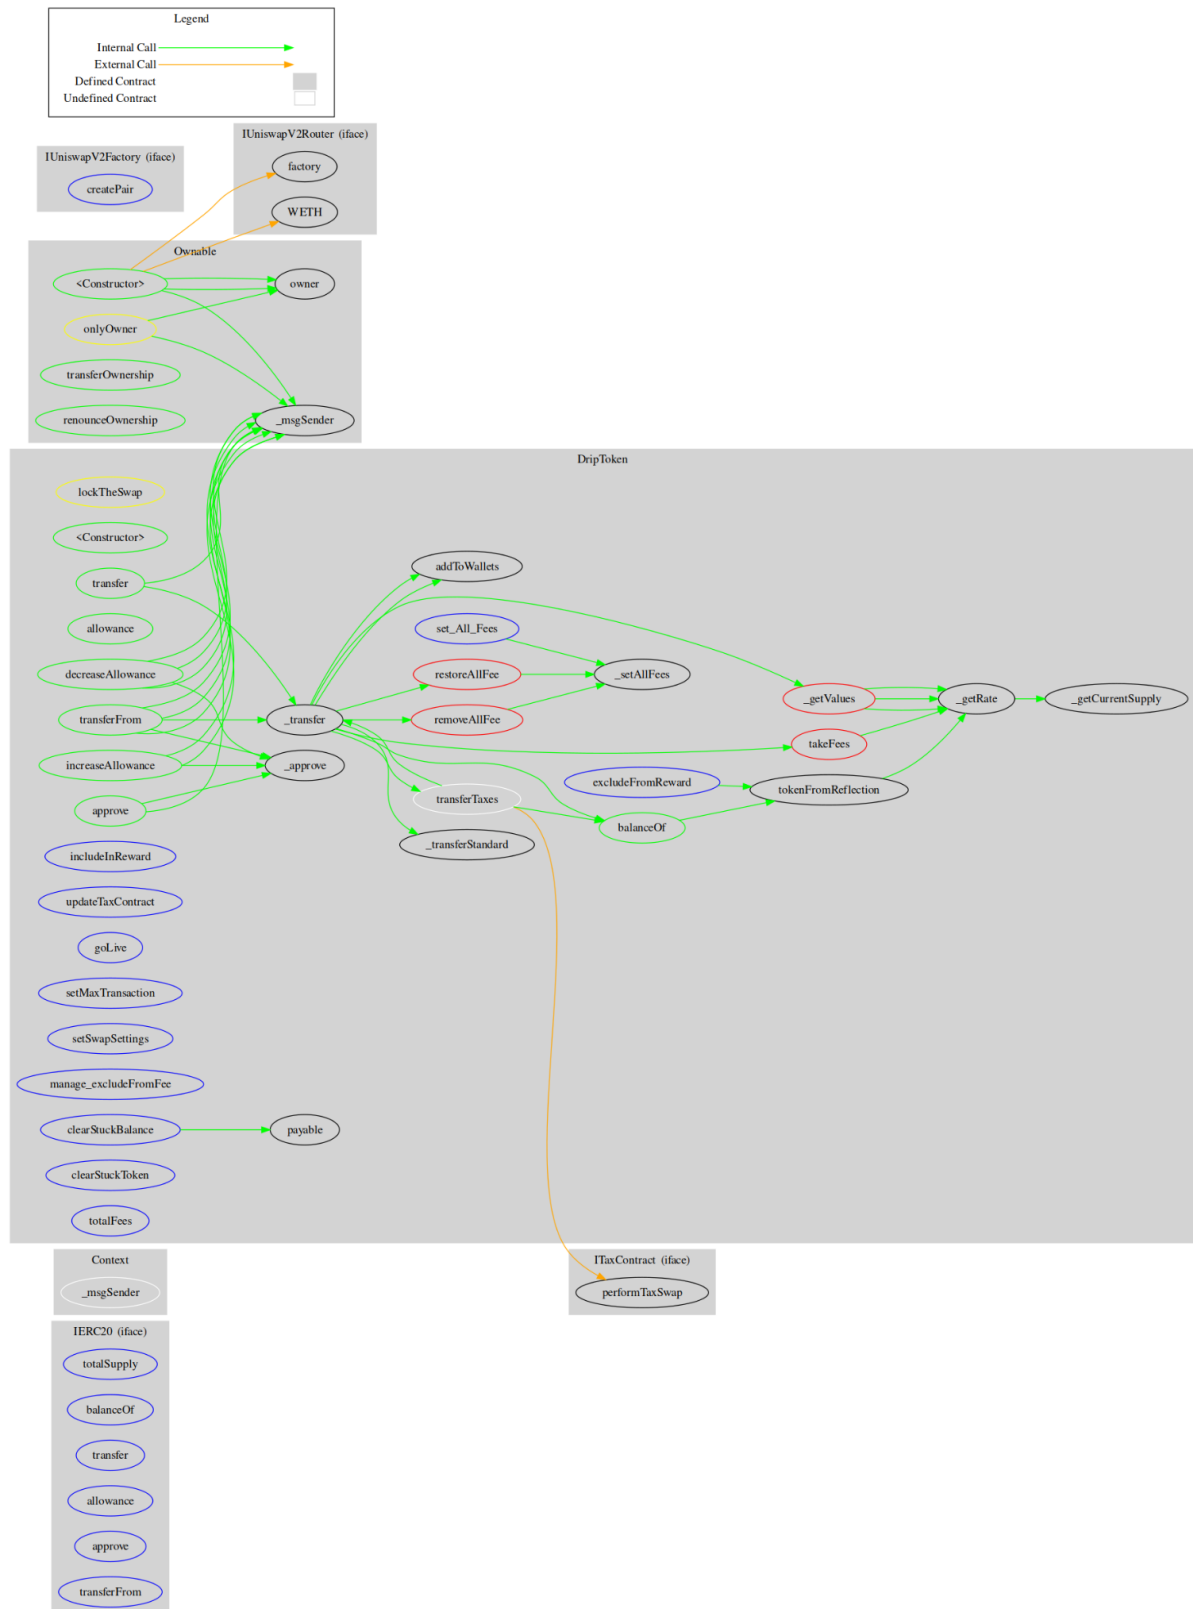 Legend
Internal Call
External Call
Defined Contract
Undefined Contract
IUniswapV2Router (iface)
factory
WETH
IUniswapV2Factory (iface)
createPair
Ownable
<Constructor>
owner
onlyOwner
transferOwnership
renounceOwnership
_msgSender
DripToken
lockTheSwap
<Constructor>
transfer
allowance
decreaseAllowance
transferFrom
increaseAllowance
approve
includeInReward
updateTaxContract
goLive
setMaxTransaction
setSwapSettings
manage_excludeFromFee
clearStuckBalance
clearStuckToken
totalFees
_transfer
_approve
payable
addToWallets
set_All_Fees
restoreAllFee
removeAllFee
transferTaxes
_transferStandard
_setAllFees
excludeFromReward
balanceOf
_getValues
takeFees
tokenFromReflection
_getRate
_getCurrentSupply
Context
_msgSender
ITaxContract (iface)
performTaxSwap
IERC20 (iface)
totalSupply
balanceOf
transfer
allowance
approve
transferFrom